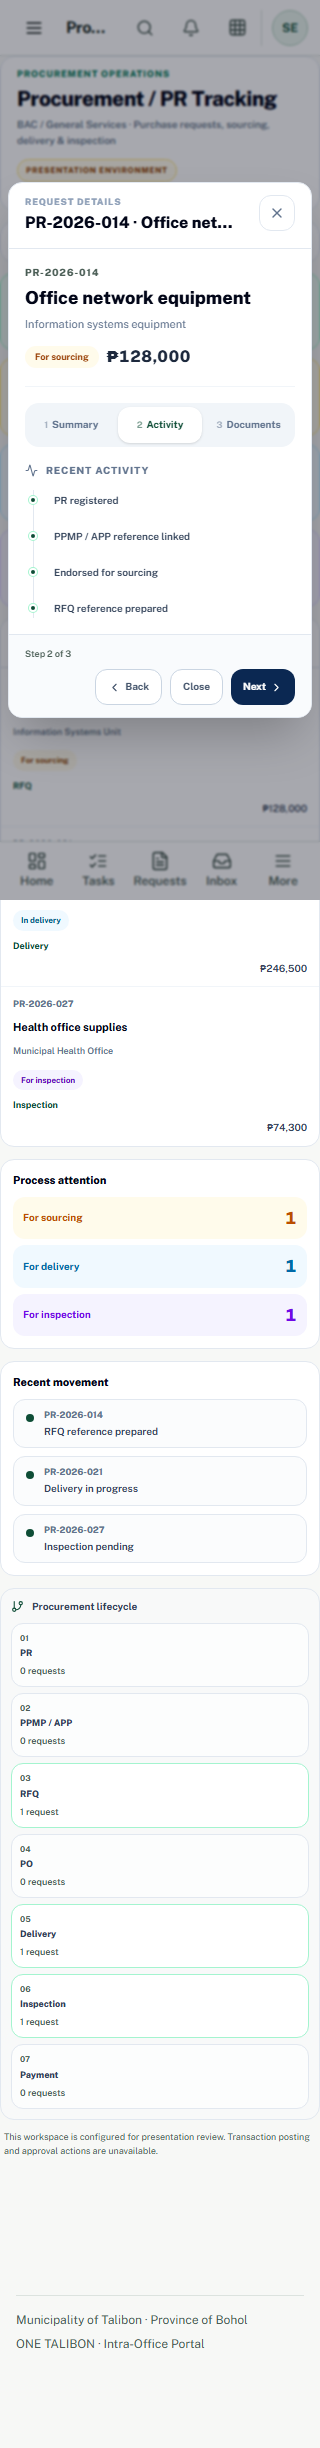 Pro...
SE
PROCUREMENT OPERATIONS
Procurement / PR Tracking
BAC / General Services · Purchase requests, sourcing,
delivery & inspection
PRESENTATION ENVIRONMENT
REQUEST DETAILS
PR-2026-014 · Office net...
PR-2026-014
Office network equipment
Information systems equipment
For sourcing ₱128,000
1 Summary 2 Activity 3 Documents
RECENT ACTIVITY
PR registered
PPMP / APP reference linked
Endorsed for sourcing
RFQ reference prepared
Step 2 of 3
Back Close Next
Information Systems Unit
For sourcing
RFQ
₱128,000
Home Tasks Requests Inbox More
In delivery
Delivery
₱246,500
PR-2026-027
Health office supplies
Municipal Health Office
For inspection
Inspection
₱74,300
Process attention
For sourcing 1
For delivery 1
For inspection 1
Recent movement
PR-2026-014
RFQ reference prepared
PR-2026-021
Delivery in progress
PR-2026-027
Inspection pending
Procurement lifecycle
01
PR
0 requests
02
PPMP / APP
0 requests
03
RFQ
1 request
04
PO
0 requests
05
Delivery
1 request
06
Inspection
1 request
07
Payment
0 requests
This workspace is configured for presentation review. Transaction posting
and approval actions are unavailable.
Municipality of Talibon · Province of Bohol
ONE TALIBON · Intra-Office Portal